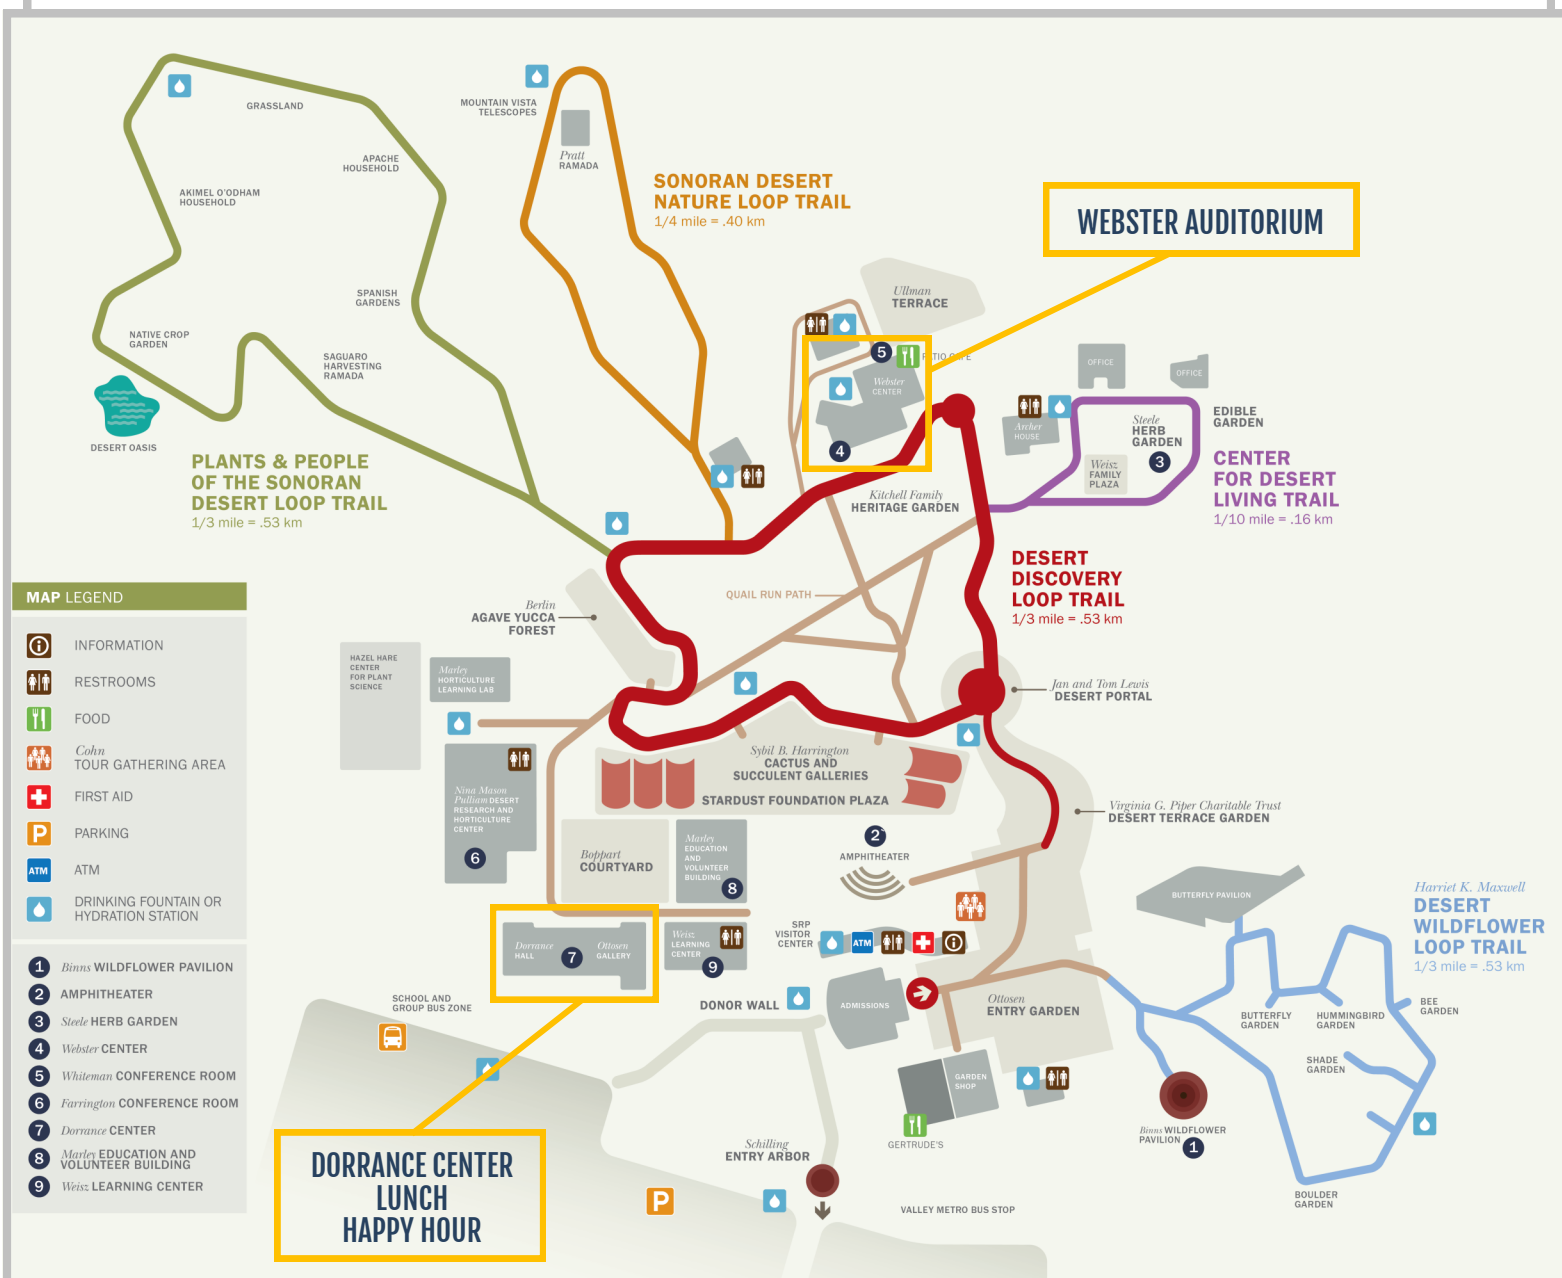 GRASSLAND
MOUNTAIN VISTA
TELESCOPES
APACHE
HOUSEHOLD
Pratt
RAMADA
AKIMEL O'ODHAM
HOUSEHOLD
SONORAN DESERT
NATURE LOOP TRAIL
1/4 mile = .40 km
WEBSTER AUDITORIUM
SPANISH
GARDENS
Ullman
TERRACE
NATIVE CROP
GARDEN
SAGUARO
HARVESTING
RAMADA
5
Webster
CENTER
4
OFFICE
OFFICE
DESERT OASIS
Archer
HOUSE
Steele
HERB
GARDEN
3
Weisz
FAMILY
PLAZA
EDIBLE
GARDEN
PLANTS & PEOPLE
OF THE SONORAN
DESERT LOOP TRAIL
1/3 mile = .53 km
CENTER
FOR DESERT
LIVING TRAIL
1/10 mile = .16 km
Kitchell Family
HERITAGE GARDEN
DESERT
DISCOVERY
LOOP TRAIL
1/3 mile = .53 km
QUAIL RUN PATH
Berlin
AGAVE YUCCA
FOREST
HAZEL HARE
CENTER
FOR PLANT
SCIENCE
Marley
HORTICULTURE
LEARNING LAB
Jan and Tom Lewis
DESERT PORTAL
Sybil B. Harrington
CACTUS AND
SUCCULENT GALLERIES
STARDUST FOUNDATION PLAZA
Nina Mason
Pulliam DESERT
RESEARCH AND
HORTICULTURE
CENTER
6
Virginia G. Piper Charitable Trust
DESERT TERRACE GARDEN
2
AMPHITHEATER
Boppart
COURTYARD
Marley
EDUCATION
AND
VOLUNTEER
BUILDING
8
BUTTERFLY PAVILION
Harriet K. Maxwell
DESERT
WILDFLOWER
LOOP TRAIL
1/3 mile = .53 km
Dorrance
HALL
7
Ottosen
GALLERY
Weisz
LEARNING
CENTER
9
SRP
VISITOR
CENTER
ATM
DONOR WALL
ADMISSIONS
Ottosen
ENTRY GARDEN
BUTTERFLY
GARDEN
HUMMINGBIRD
GARDEN
BEE
GARDEN
SHADE
GARDEN
SCHOOL AND
GROUP BUS ZONE
GARDEN
SHOP
GERTRUDE'S
Binns WILDFLOWER
PAVILION 1
BOULDER
GARDEN
Schilling
ENTRY ARBOR
P
VALLEY METRO BUS STOP
DORRANCE CENTER
LUNCH
HAPPY HOUR
MAP LEGEND
INFORMATION
RESTROOMS
FOOD
Cohn
TOUR GATHERING AREA
FIRST AID
P PARKING
ATM ATM
DRINKING FOUNTAIN OR
HYDRATION STATION
1 Binns WILDFLOWER PAVILION
2 AMPHITHEATER
3 Steele HERB GARDEN
4 Webster CENTER
5 Whiteman CONFERENCE ROOM
6 Farrington CONFERENCE ROOM
7 Dorrance CENTER
8 Marley EDUCATION AND
VOLUNTEER BUILDING
9 Weisz LEARNING CENTER